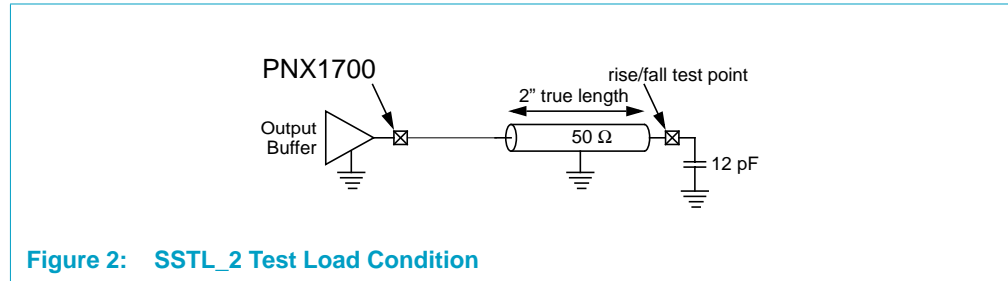 PNX1700
rise/fall test point
2” true length
Output
Buffer
50 Ω
12 pF
Figure 2: SSTL_2 Test Load Condition